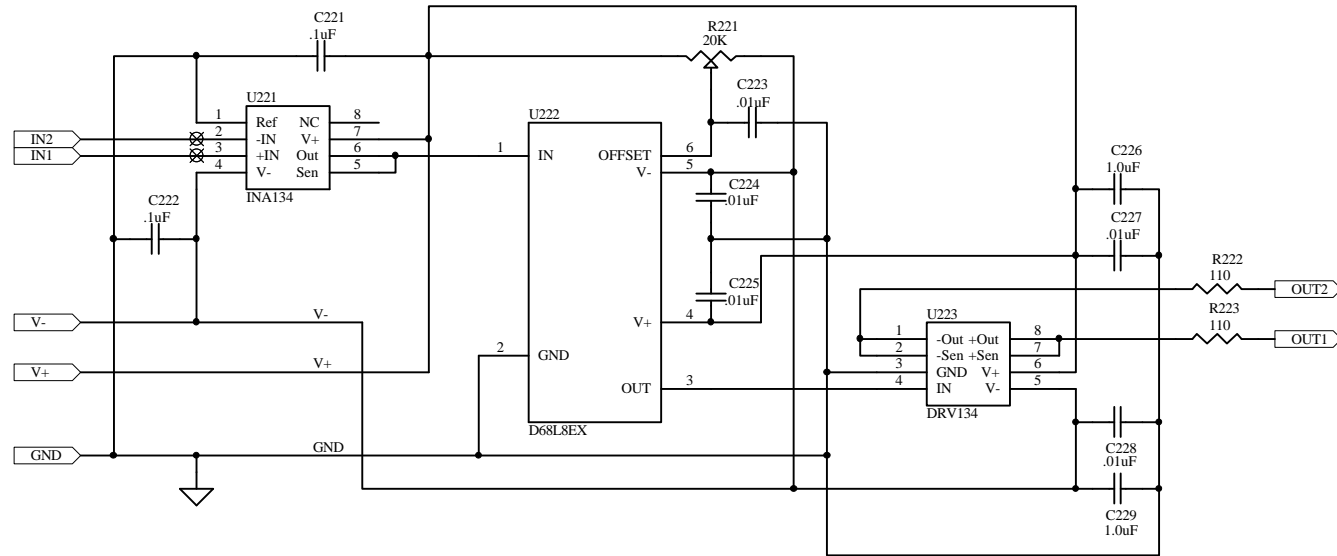 C221
.1uF
R221
20K
C223
.01uF
U221
1 Ref NC 8
2 -IN V+ 7
3 +IN Out 6
4 V- Sen 5
INA134
IN2
IN1
C222
.1uF
U222
1 IN
OFFSET 6
V- 5
V+ 4
2 GND
OUT 3
D68L8EX
C224
.01uF
C225
.01uF
C226
1.0uF
C227
.01uF
R222
110
OUT2
R223
110
OUT1
U223
1 -Out +Out 8
2 -Sen +Sen 7
3 GND V+ 6
4 IN V- 5
DRV134
C228
.01uF
C229
1.0uF
V- V-
V+ V+
GND GND